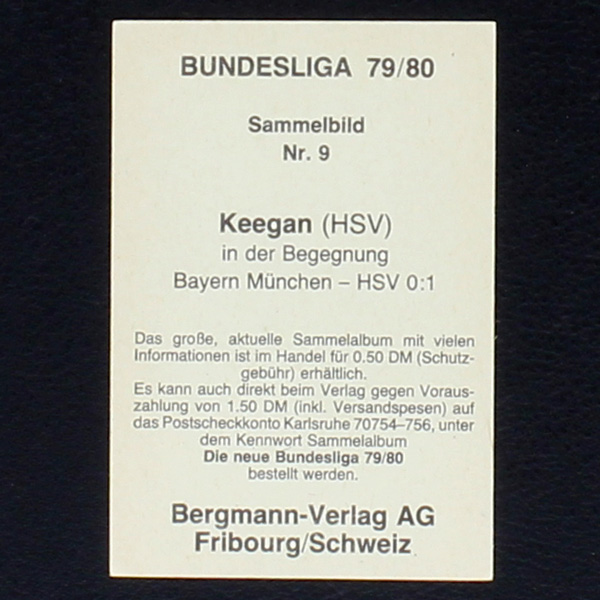 BUNDESLIGA 79/80
Sammelbild
Nr. 9
Keegan (HSV)
in der Begegnung
Bayern München – HSV 0:1
Das große, aktuelle Sammelalbum mit vielen
Informationen ist im Handel für 0.50 DM (Schutz-
gebühr) erhältlich.
Es kann auch direkt beim Verlag gegen Voraus-
zahlung von 1.50 DM (inkl. Versandspesen) auf
das Postscheckkonto Karlsruhe 70754–756, unter
dem Kennwort Sammelalbum
Die neue Bundesliga 79/80
bestellt werden.
Bergmann-Verlag AG
Fribourg/Schweiz